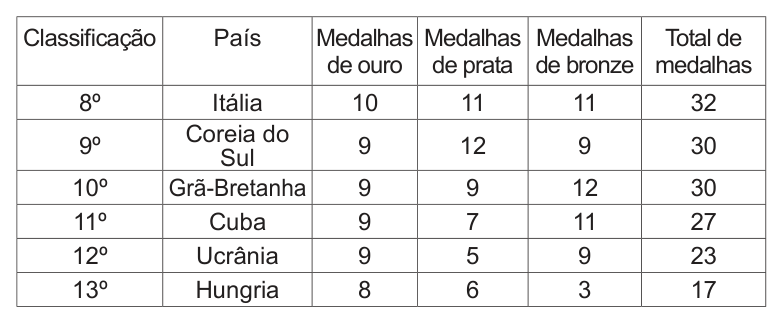 Classificação País Medalhas de ouro Medalhas de prata Medalhas de bronze Total de medalhas
8º Itália 10 11 11 32
9º Coreia do Sul 9 12 9 30
10º Grã-Bretanha 9 9 12 30
11º Cuba 9 7 11 27
12º Ucrânia 9 5 9 23
13º Hungria 8 6 3 17